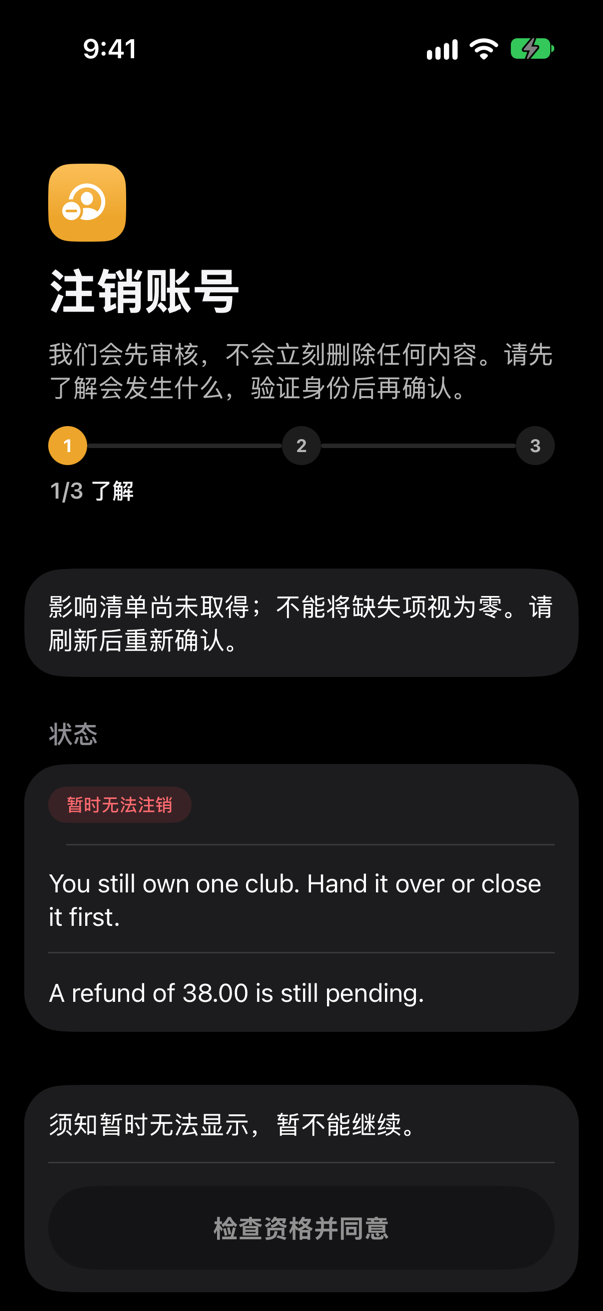 9:41
注销账号
我们会先审核，不会立刻删除任何内容。请先
了解会发生什么，验证身份后再确认。
1
2
3
1/3 了解
影响清单尚未取得；不能将缺失项视为零。请
刷新后重新确认。
状态
暂时无法注销
You still own one club. Hand it over or close
it first.
A refund of 38.00 is still pending.
须知暂时无法显示，暂不能继续。
检查资格并同意